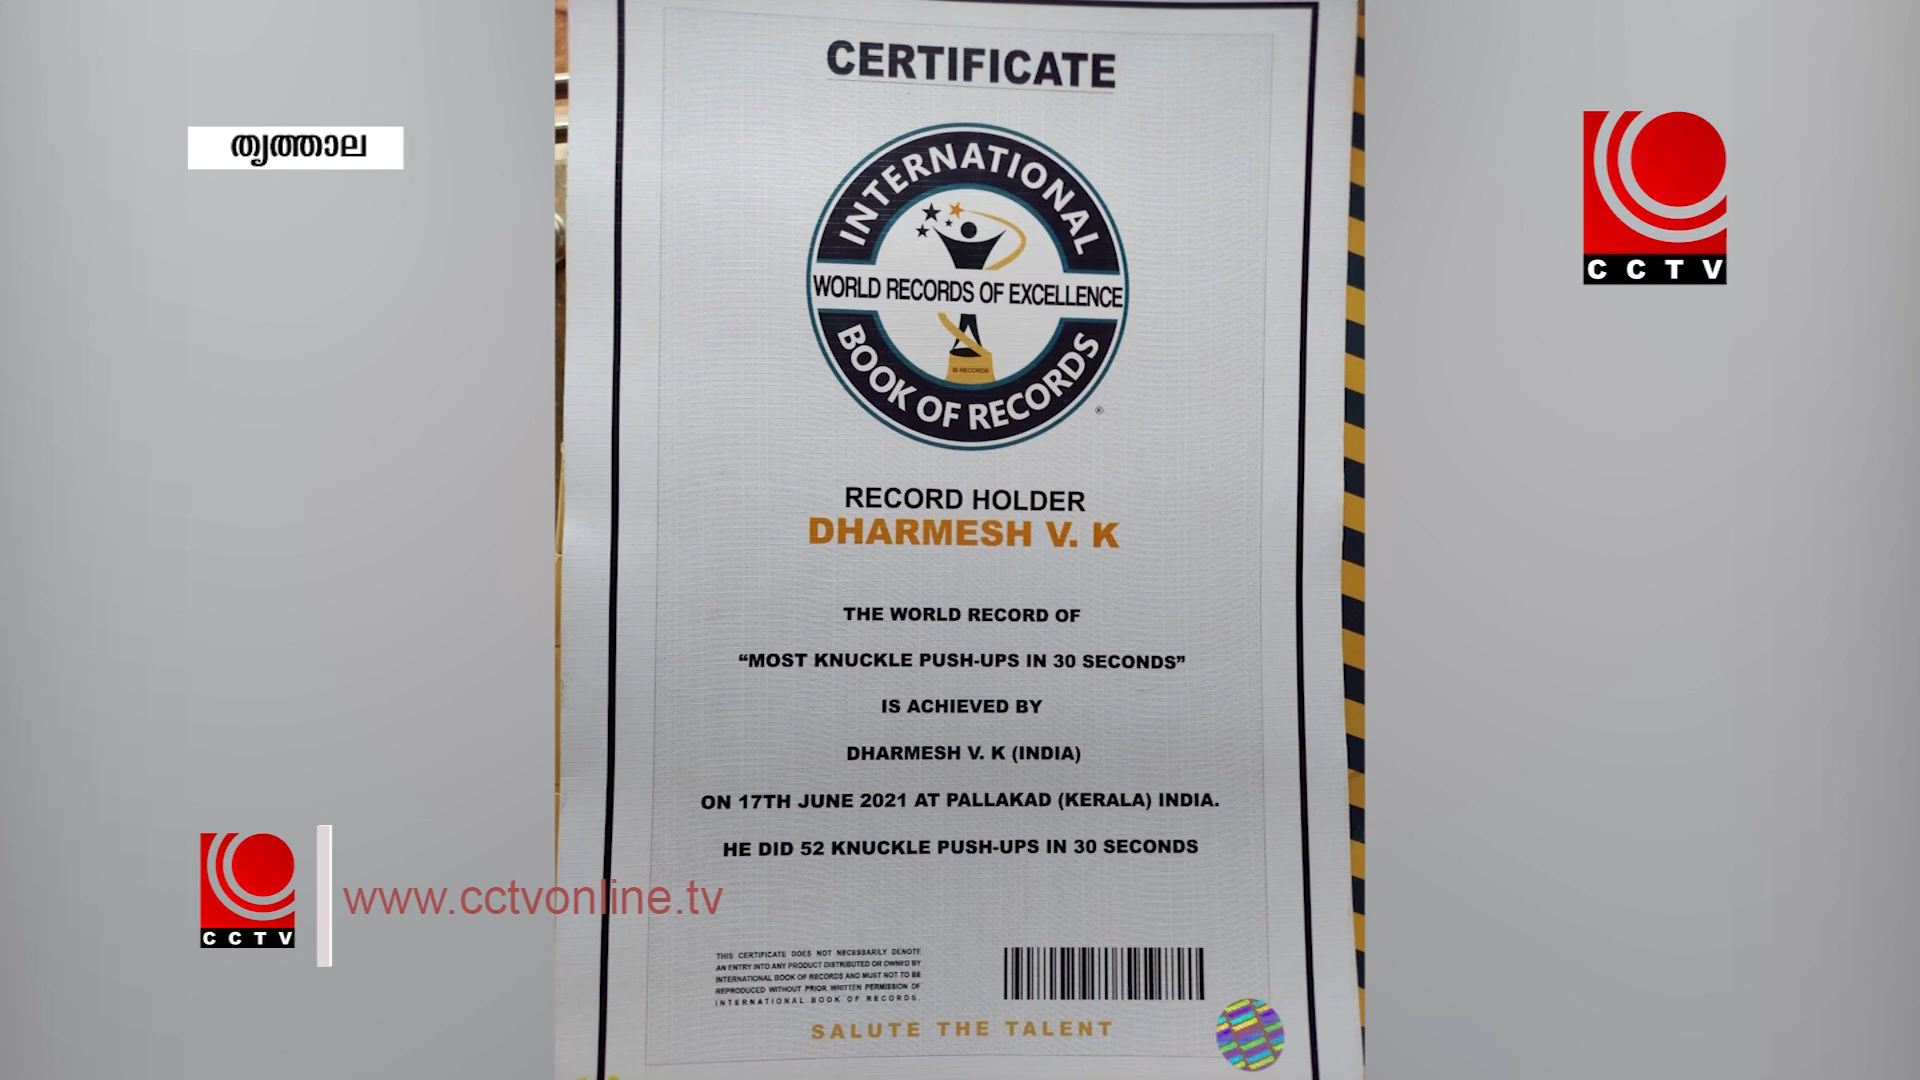 CERTIFICATE
തൃത്താല
CCTV
INTERNATIONAL
WORLD RECORDS OF EXCELLENCE
IB RECORDS
BOOK OF RECORDS
®
RECORD HOLDER
DHARMESH V. K
THE WORLD RECORD OF
“MOST KNUCKLE PUSH-UPS IN 30 SECONDS”
IS ACHIEVED BY
DHARMESH V. K (INDIA)
ON 17TH JUNE 2021 AT PALLAKAD (KERALA) INDIA.
HE DID 52 KNUCKLE PUSH-UPS IN 30 SECONDS
www.cctvonline.tv
CCTV
THIS CERTIFICATE DOES NOT NECESSARILY DENOTE
AN ENTRY INTO ANY PRODUCT DISTRIBUTED OR OWNED BY
INTERNATIONAL BOOK OF RECORDS AND MUST NOT TO BE
REPRODUCED WITHOUT PRIOR WRITTEN PERMISSION OF
INTERNATIONAL BOOK OF RECORDS.
SALUTE THE TALENT